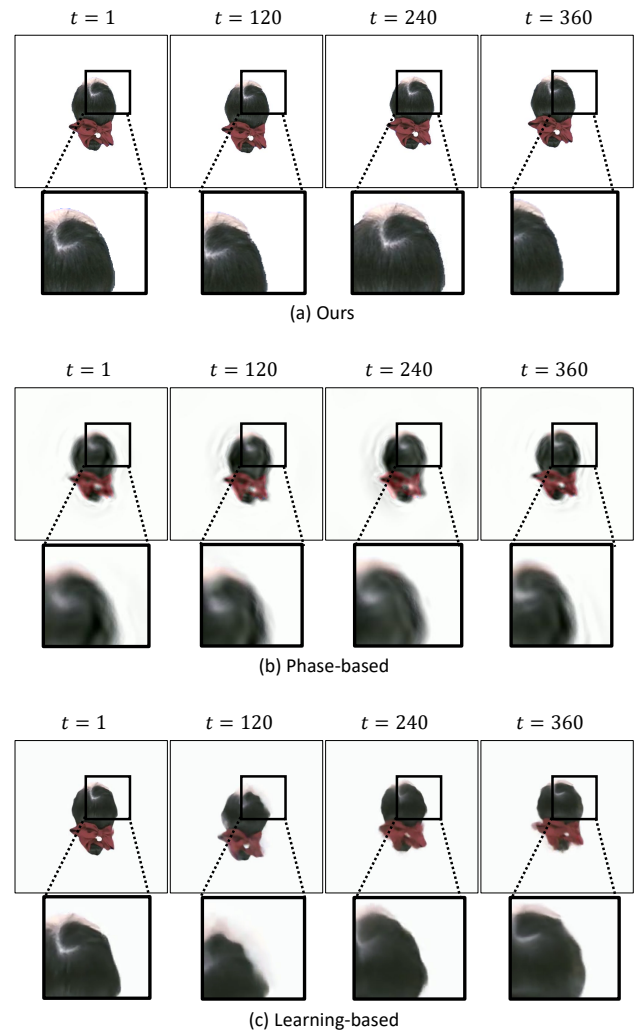 t = 1 t = 120 t = 240 t = 360
(a) Ours
t = 1 t = 120 t = 240 t = 360
(b) Phase-based
t = 1 t = 120 t = 240 t = 360
(c) Learning-based